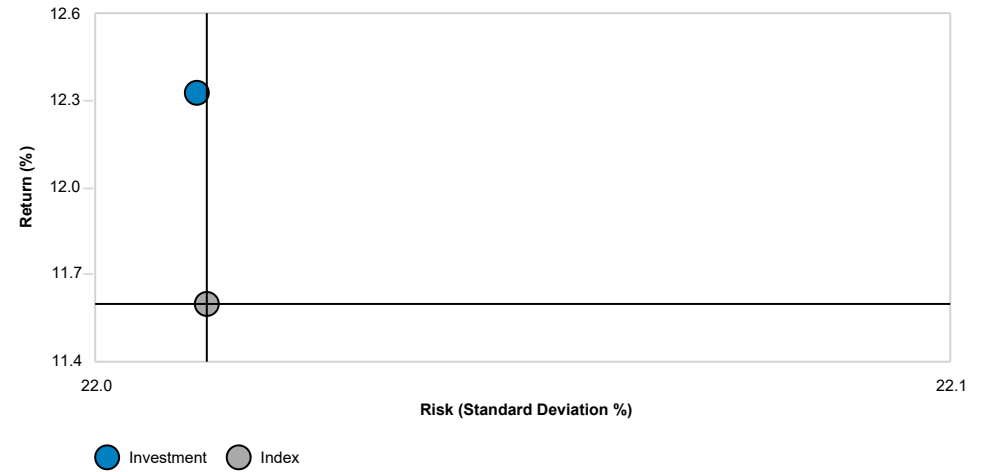 12.6
12.3
12.0
11.7
11.4
Return (%)
22.0
22.1
Risk (Standard Deviation %)
Investment
Index